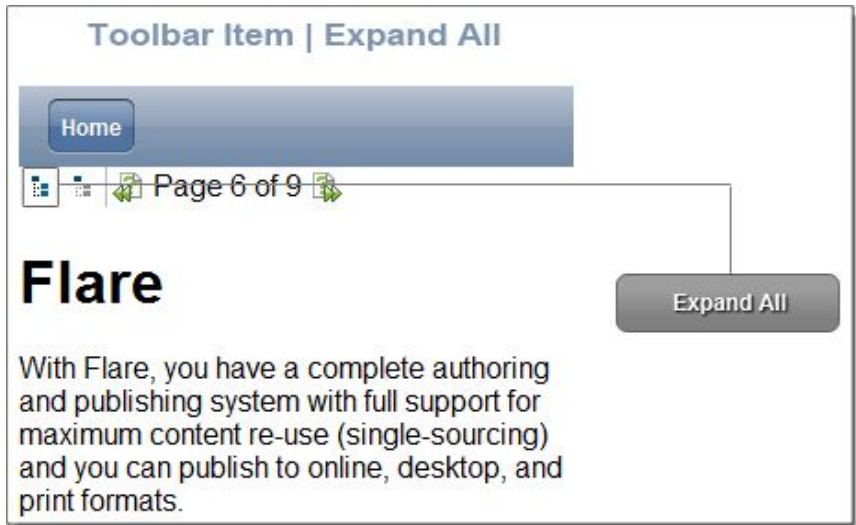 Toolbar Item | Expand All
Home
Page 6 of 9
Flare
Expand All
With Flare, you have a complete authoring
and publishing system with full support for
maximum content re-use (single-sourcing)
and you can publish to online, desktop, and
print formats.